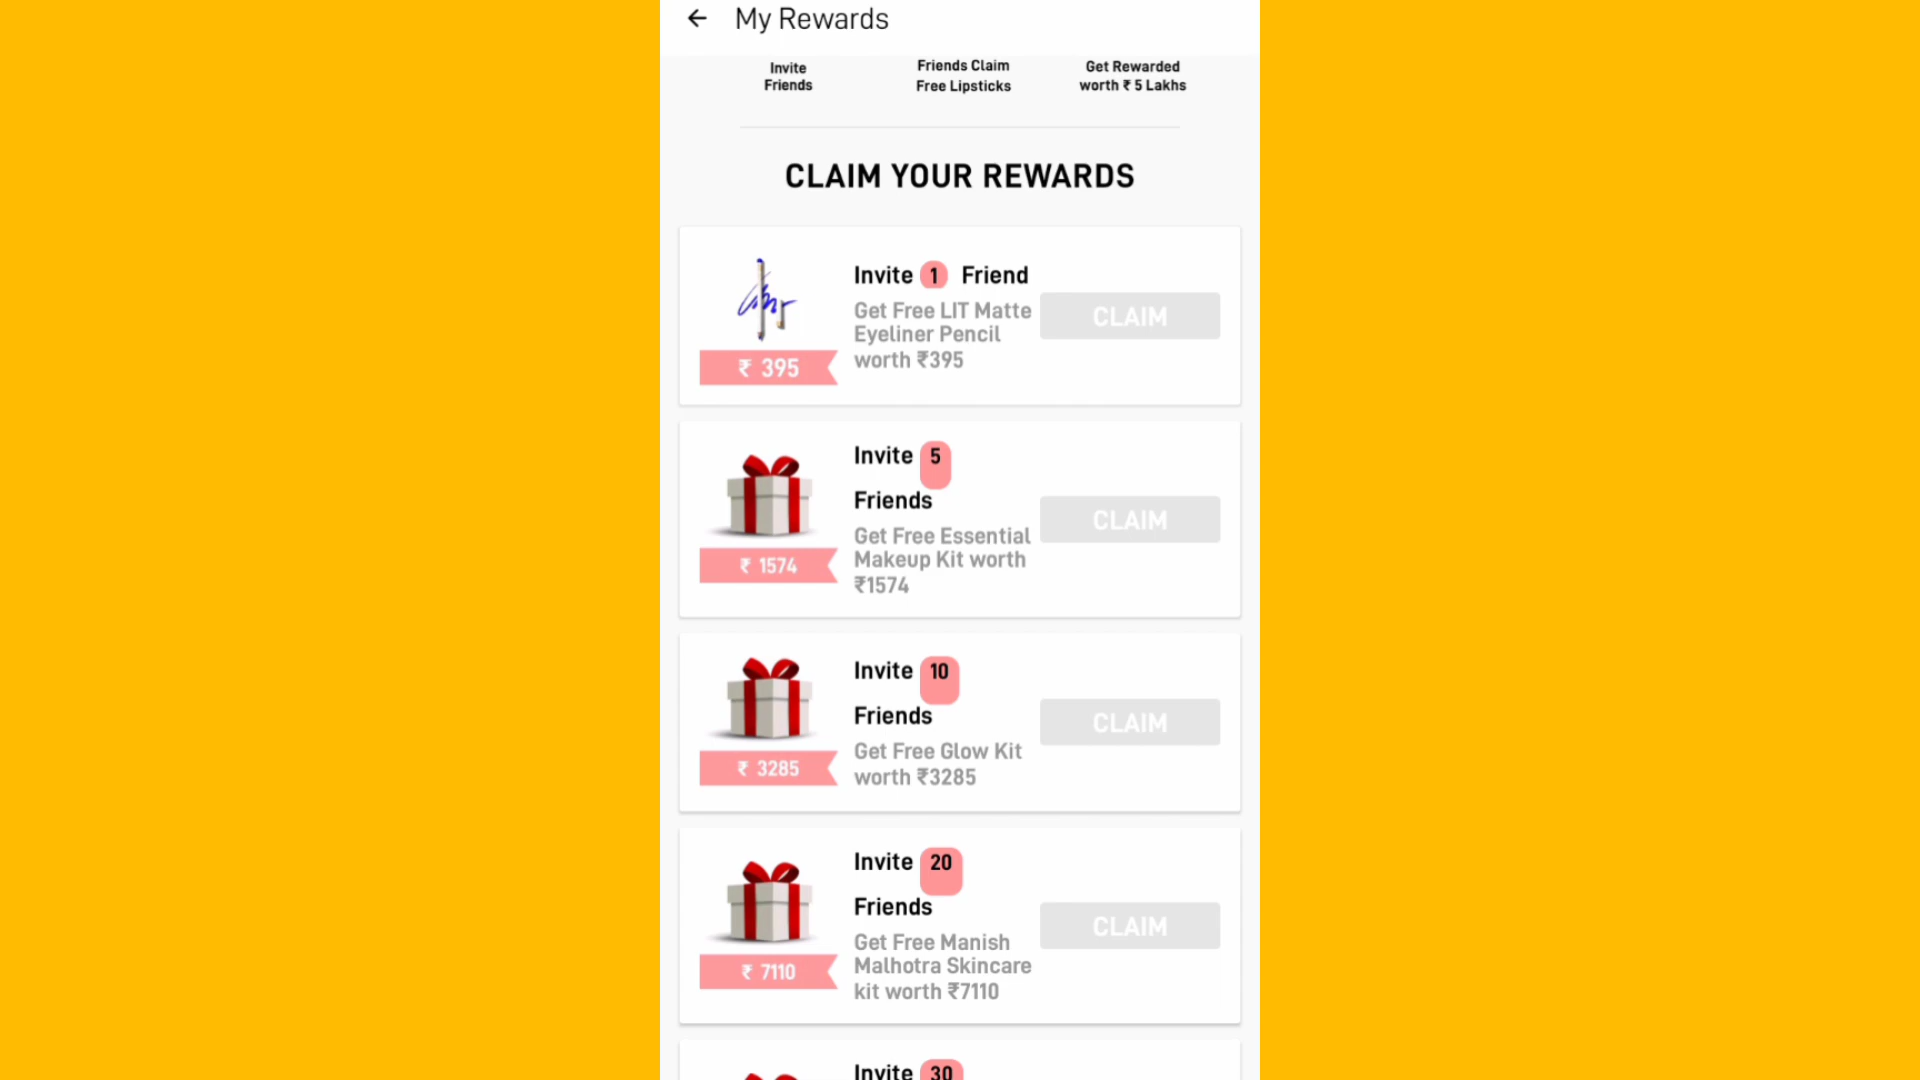 My Rewards
Invite
Friends
Friends Claim
Free Lipsticks
Get Rewarded
worth ₹ 5 Lakhs
CLAIM YOUR REWARDS
Invite 1 Friend
Get Free LIT Matte
Eyeliner Pencil
worth ₹395
₹ 395
CLAIM
Invite 5
Friends
Get Free Essential
Makeup Kit worth
₹1574
₹ 1574
CLAIM
Invite 10
Friends
Get Free Glow Kit
worth ₹3285
₹ 3285
CLAIM
Invite 20
Friends
Get Free Manish
Malhotra Skincare
kit worth ₹7110
₹ 7110
CLAIM
Invite 30